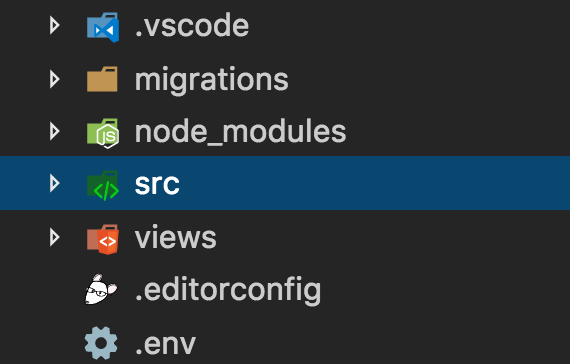 .vscode
migrations
node_modules
src
views
.editorconfig
.env